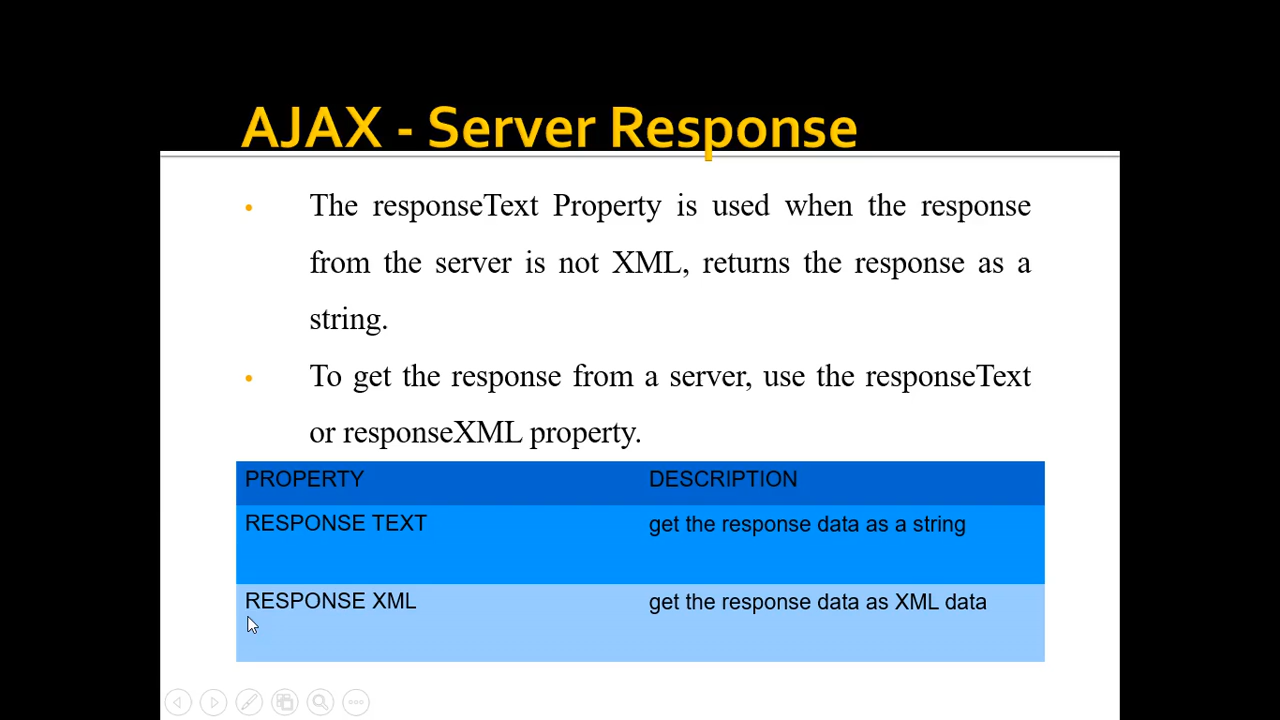 AJAX - Server Response
• The responseText Property is used when the response
from the server is not XML, returns the response as a
string.
• To get the response from a server, use the responseText
or responseXML property.
PROPERTY DESCRIPTION
RESPONSE TEXT get the response data as a string
RESPONSE XML get the response data as XML data